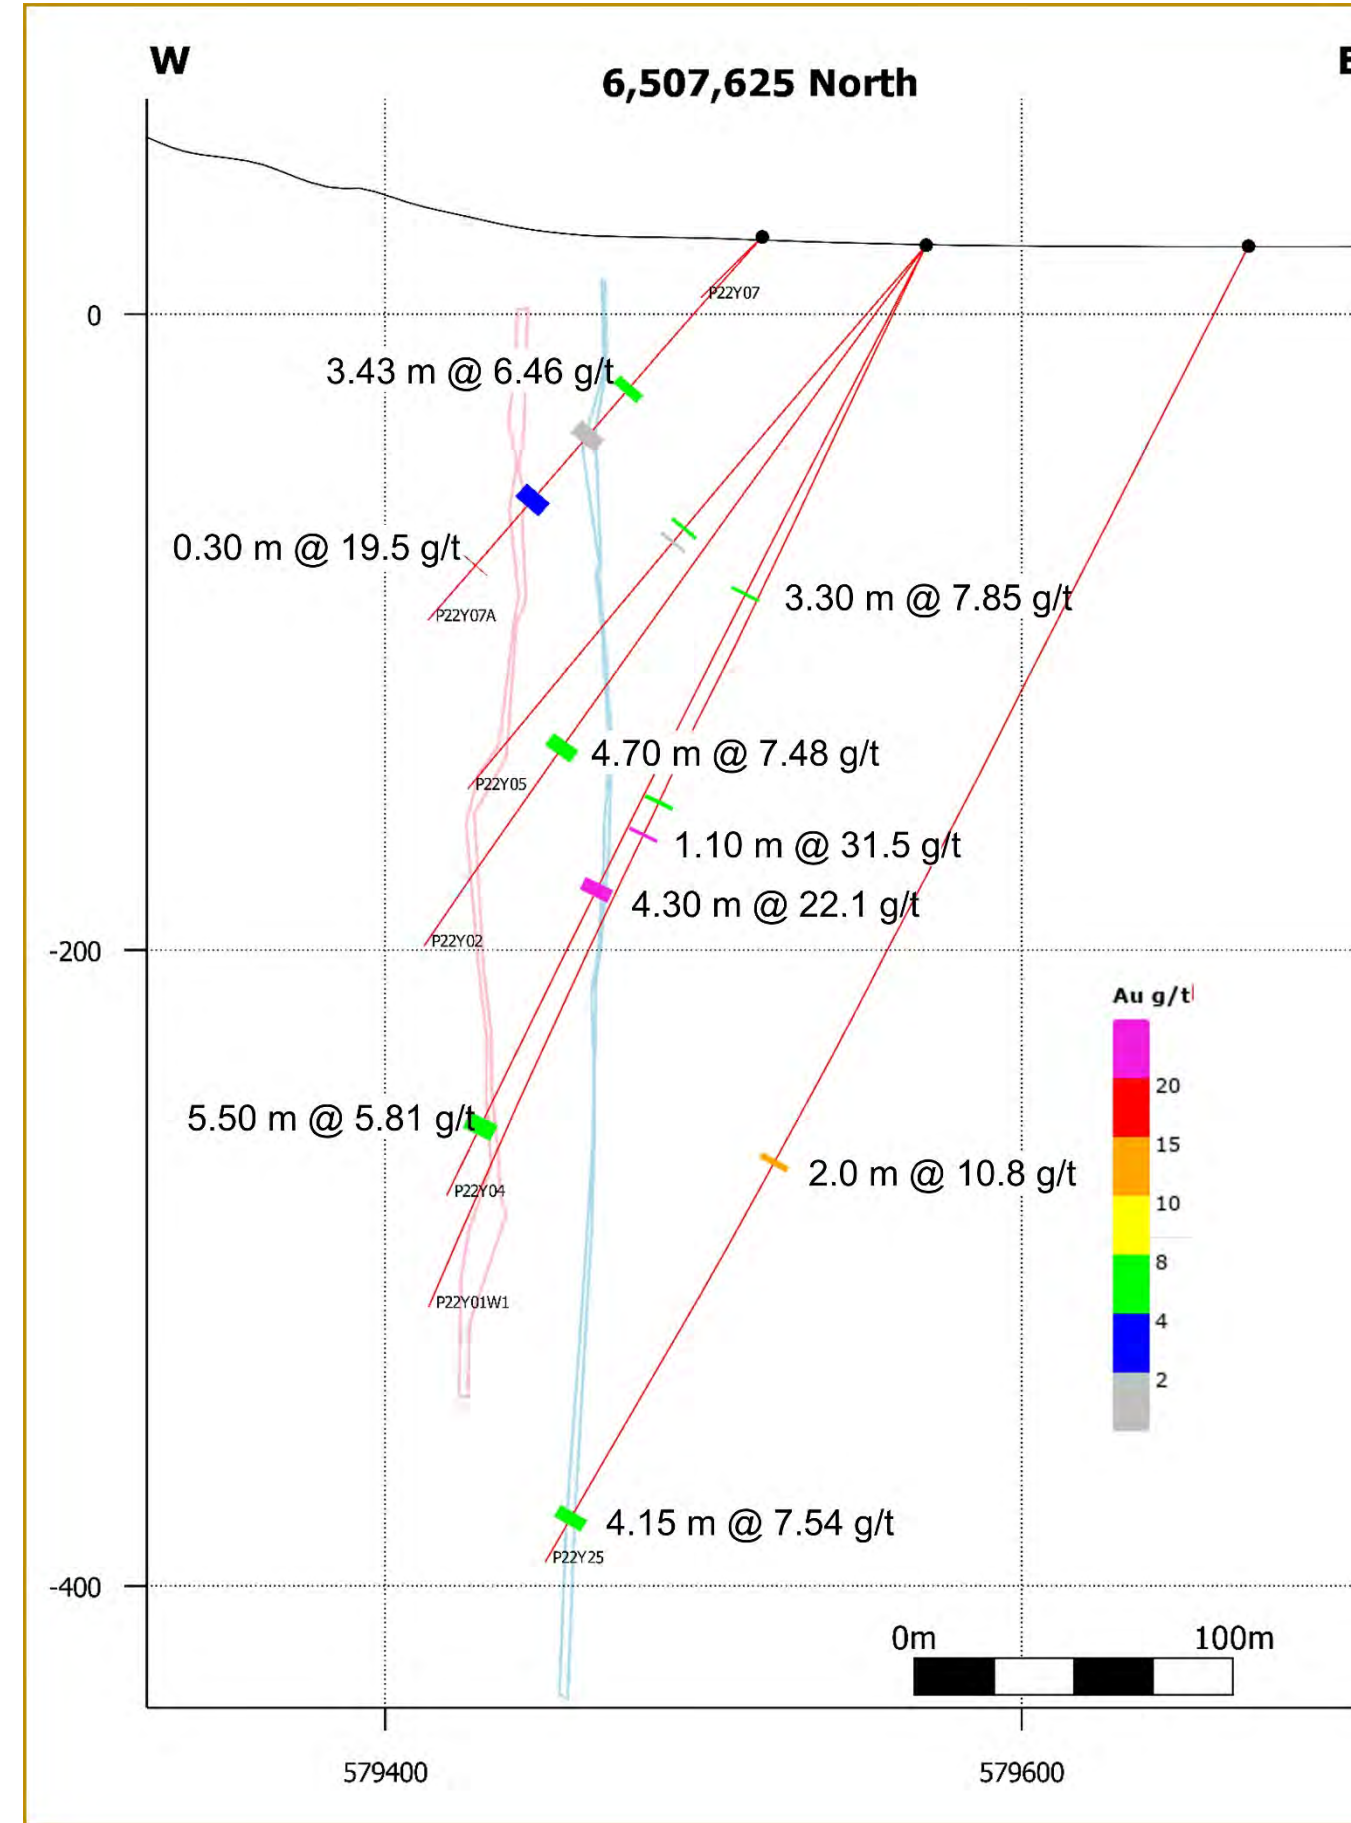 W
E
6,507,625 North
P22Y07
0
3.43 m @ 6.46 g/t
0.30 m @ 19.5 g/t
3.30 m @ 7.85 g/t
P22Y07A
4.70 m @ 7.48 g/t
P22Y05
1.10 m @ 31.5 g/t
4.30 m @ 22.1 g/t
P22Y02
-200
Au g/t
20
15
10
8
4
2
5.50 m @ 5.81 g/t
2.0 m @ 10.8 g/t
P22Y04
P22Y01W1
4.15 m @ 7.54 g/t
P22Y25
-400
0m 100m
579400 579600